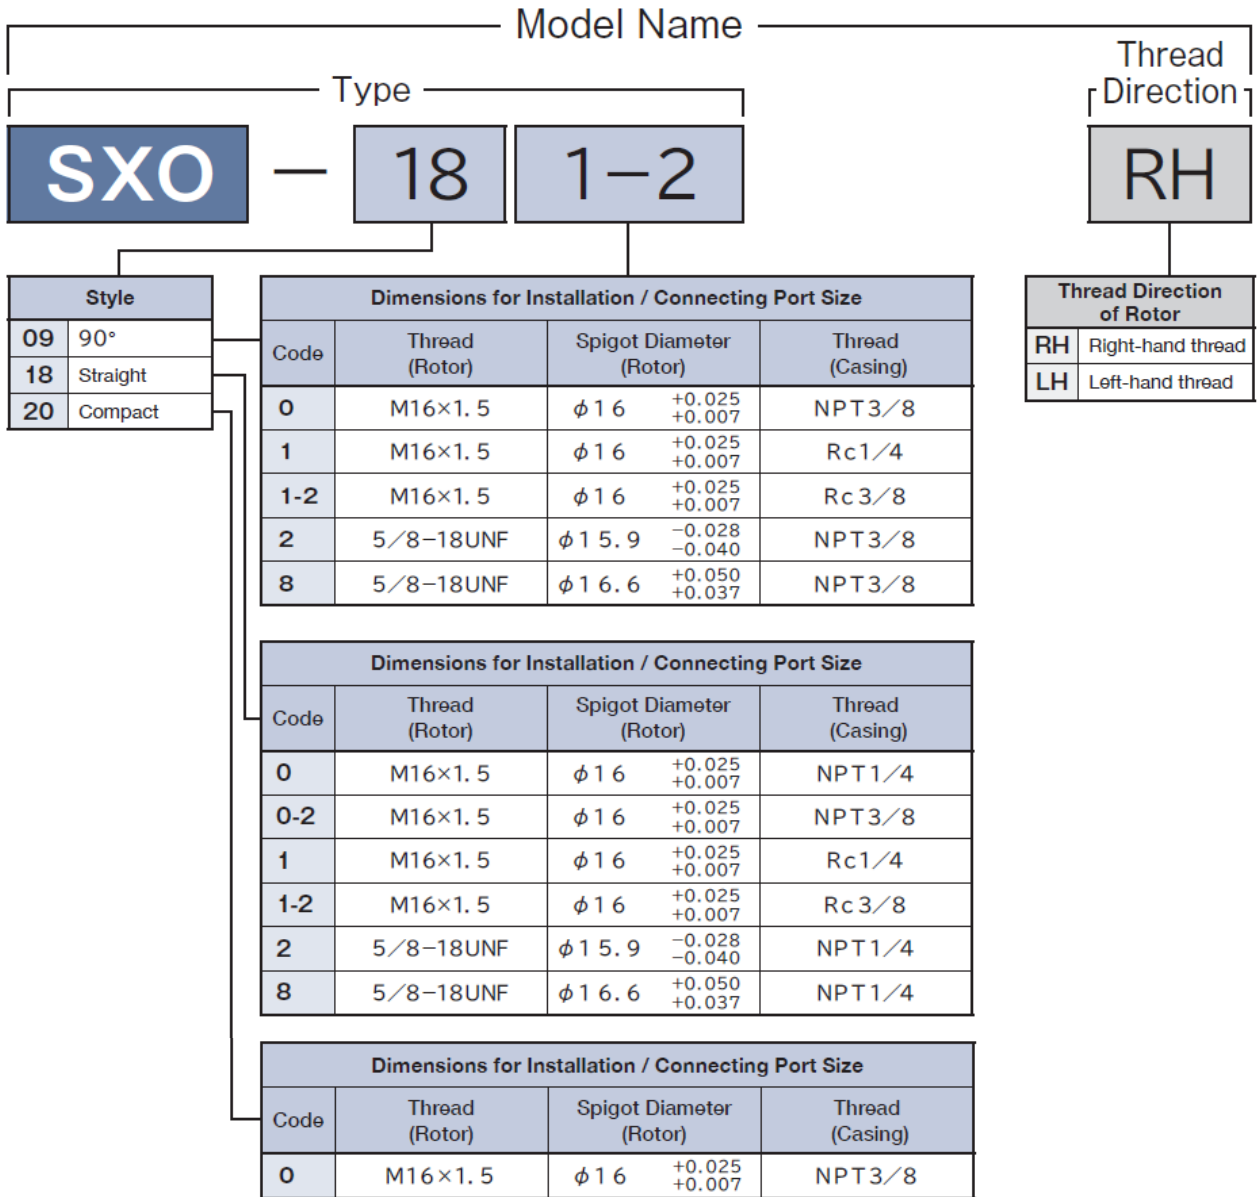 Model Name
Type
Thread
Direction
SXO － 18 1－2 RH
Style
09 90°
18 Straight
20 Compact
Dimensions for Installation / Connecting Port Size
Code Thread (Rotor) Spigot Diameter (Rotor) Thread (Casing)
0 M16×1.5 φ16 +0.025 +0.007 NPT3／8
1 M16×1.5 φ16 +0.025 +0.007 Rc1／4
1-2 M16×1.5 φ16 +0.025 +0.007 Rc3／8
2 5／8−18UNF φ15.9 −0.028 −0.040 NPT3／8
8 5／8−18UNF φ16.6 +0.050 +0.037 NPT3／8
Thread Direction
of Rotor
RH Right-hand thread
LH Left-hand thread
Dimensions for Installation / Connecting Port Size
Code Thread (Rotor) Spigot Diameter (Rotor) Thread (Casing)
0 M16×1.5 φ16 +0.025 +0.007 NPT1／4
0-2 M16×1.5 φ16 +0.025 +0.007 NPT3／8
1 M16×1.5 φ16 +0.025 +0.007 Rc1／4
1-2 M16×1.5 φ16 +0.025 +0.007 Rc3／8
2 5／8−18UNF φ15.9 −0.028 −0.040 NPT1／4
8 5／8−18UNF φ16.6 +0.050 +0.037 NPT1／4
Dimensions for Installation / Connecting Port Size
Code Thread (Rotor) Spigot Diameter (Rotor) Thread (Casing)
0 M16×1.5 φ16 +0.025 +0.007 NPT3／8